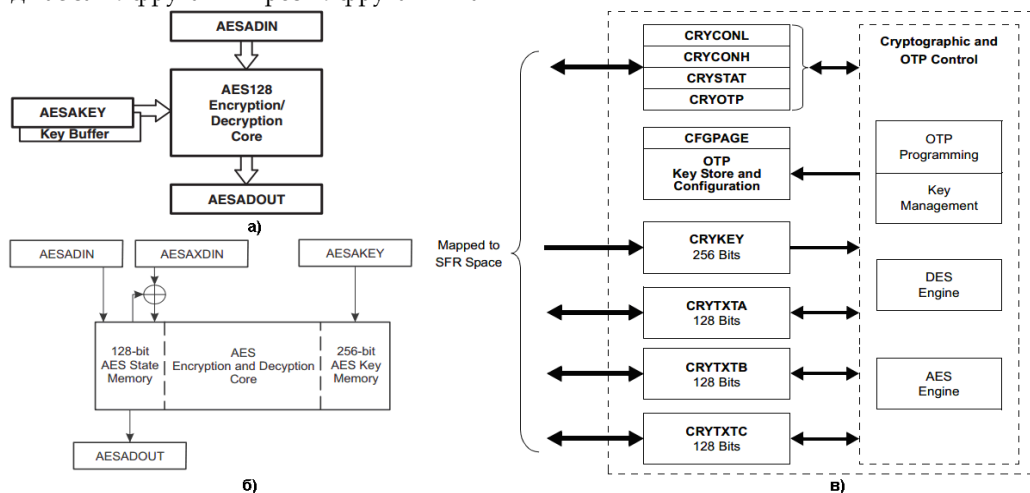 AESADIN
AES128
Encryption/
Decryption
Core
AESAKEY
Key Buffer
AESADOUT
а)
AESADIN
AESAXDIN
AESAKEY
128-bit
AES State
Memory
AES
Encryption and Decyption
Core
256-bit
AES Key
Memory
AESADOUT
б)
Mapped to
SFR Space
CRYCONL
CRYCONH
CRYSTAT
CRYOTP
CFGPAGE
OTP
Key Store and
Configuration
CRYKEY
256 Bits
CRYTXTA
128 Bits
CRYTXTB
128 Bits
CRYTXTC
128 Bits
Cryptographic and
OTP Control
OTP
Programming
Key
Management
DES
Engine
AES
Engine
в)